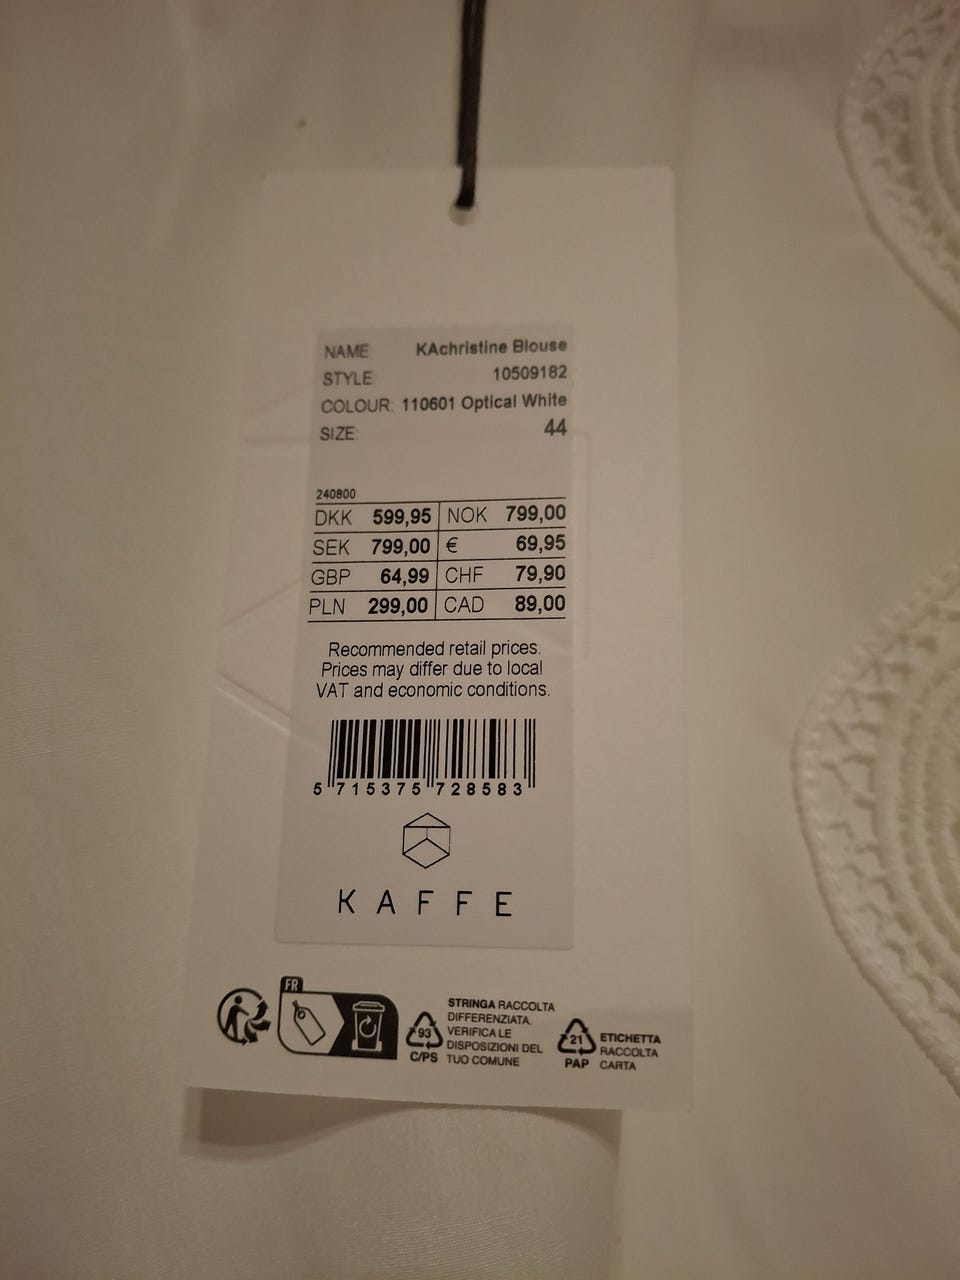 NAME KAchristine Blouse
STYLE 10509182
COLOUR: 110601 Optical White
SIZE: 44
240800
DKK 599,95 NOK 799,00
SEK 799,00 € 69,95
GBP 64,99 CHF 79,90
PLN 299,00 CAD 89,00
Recommended retail prices.
Prices may differ due to local
VAT and economic conditions.
5 715375 728583
KAFFE
FR
93
C/PS
STRINGA RACCOLTA
DIFFERENZIATA.
VERIFICA LE
DISPOSIZIONI DEL
TUO COMUNE
21
PAP
ETICHETTA
RACCOLTA
CARTA